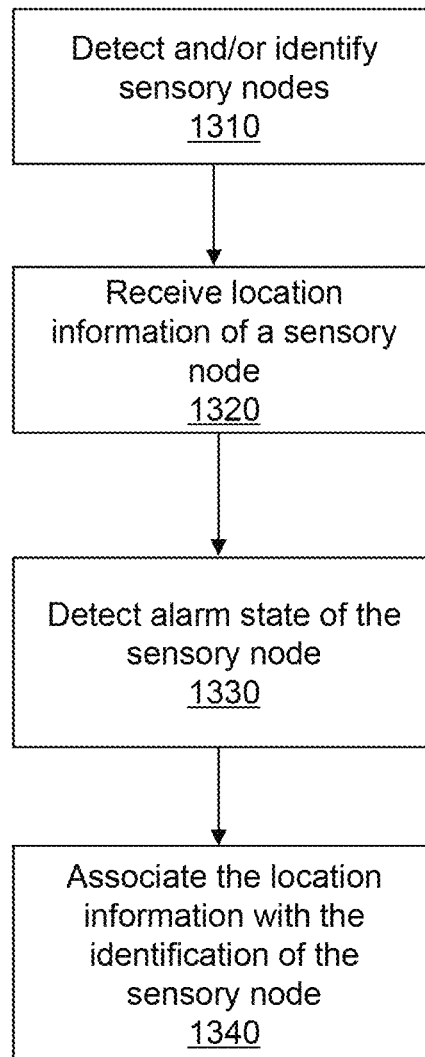 Detect and/or identify
sensory nodes
1310
Receive location
information of a sensory
node
1320
Detect alarm state of the
sensory node
1330
Associate the location
information with the
identification of the
sensory node
1340